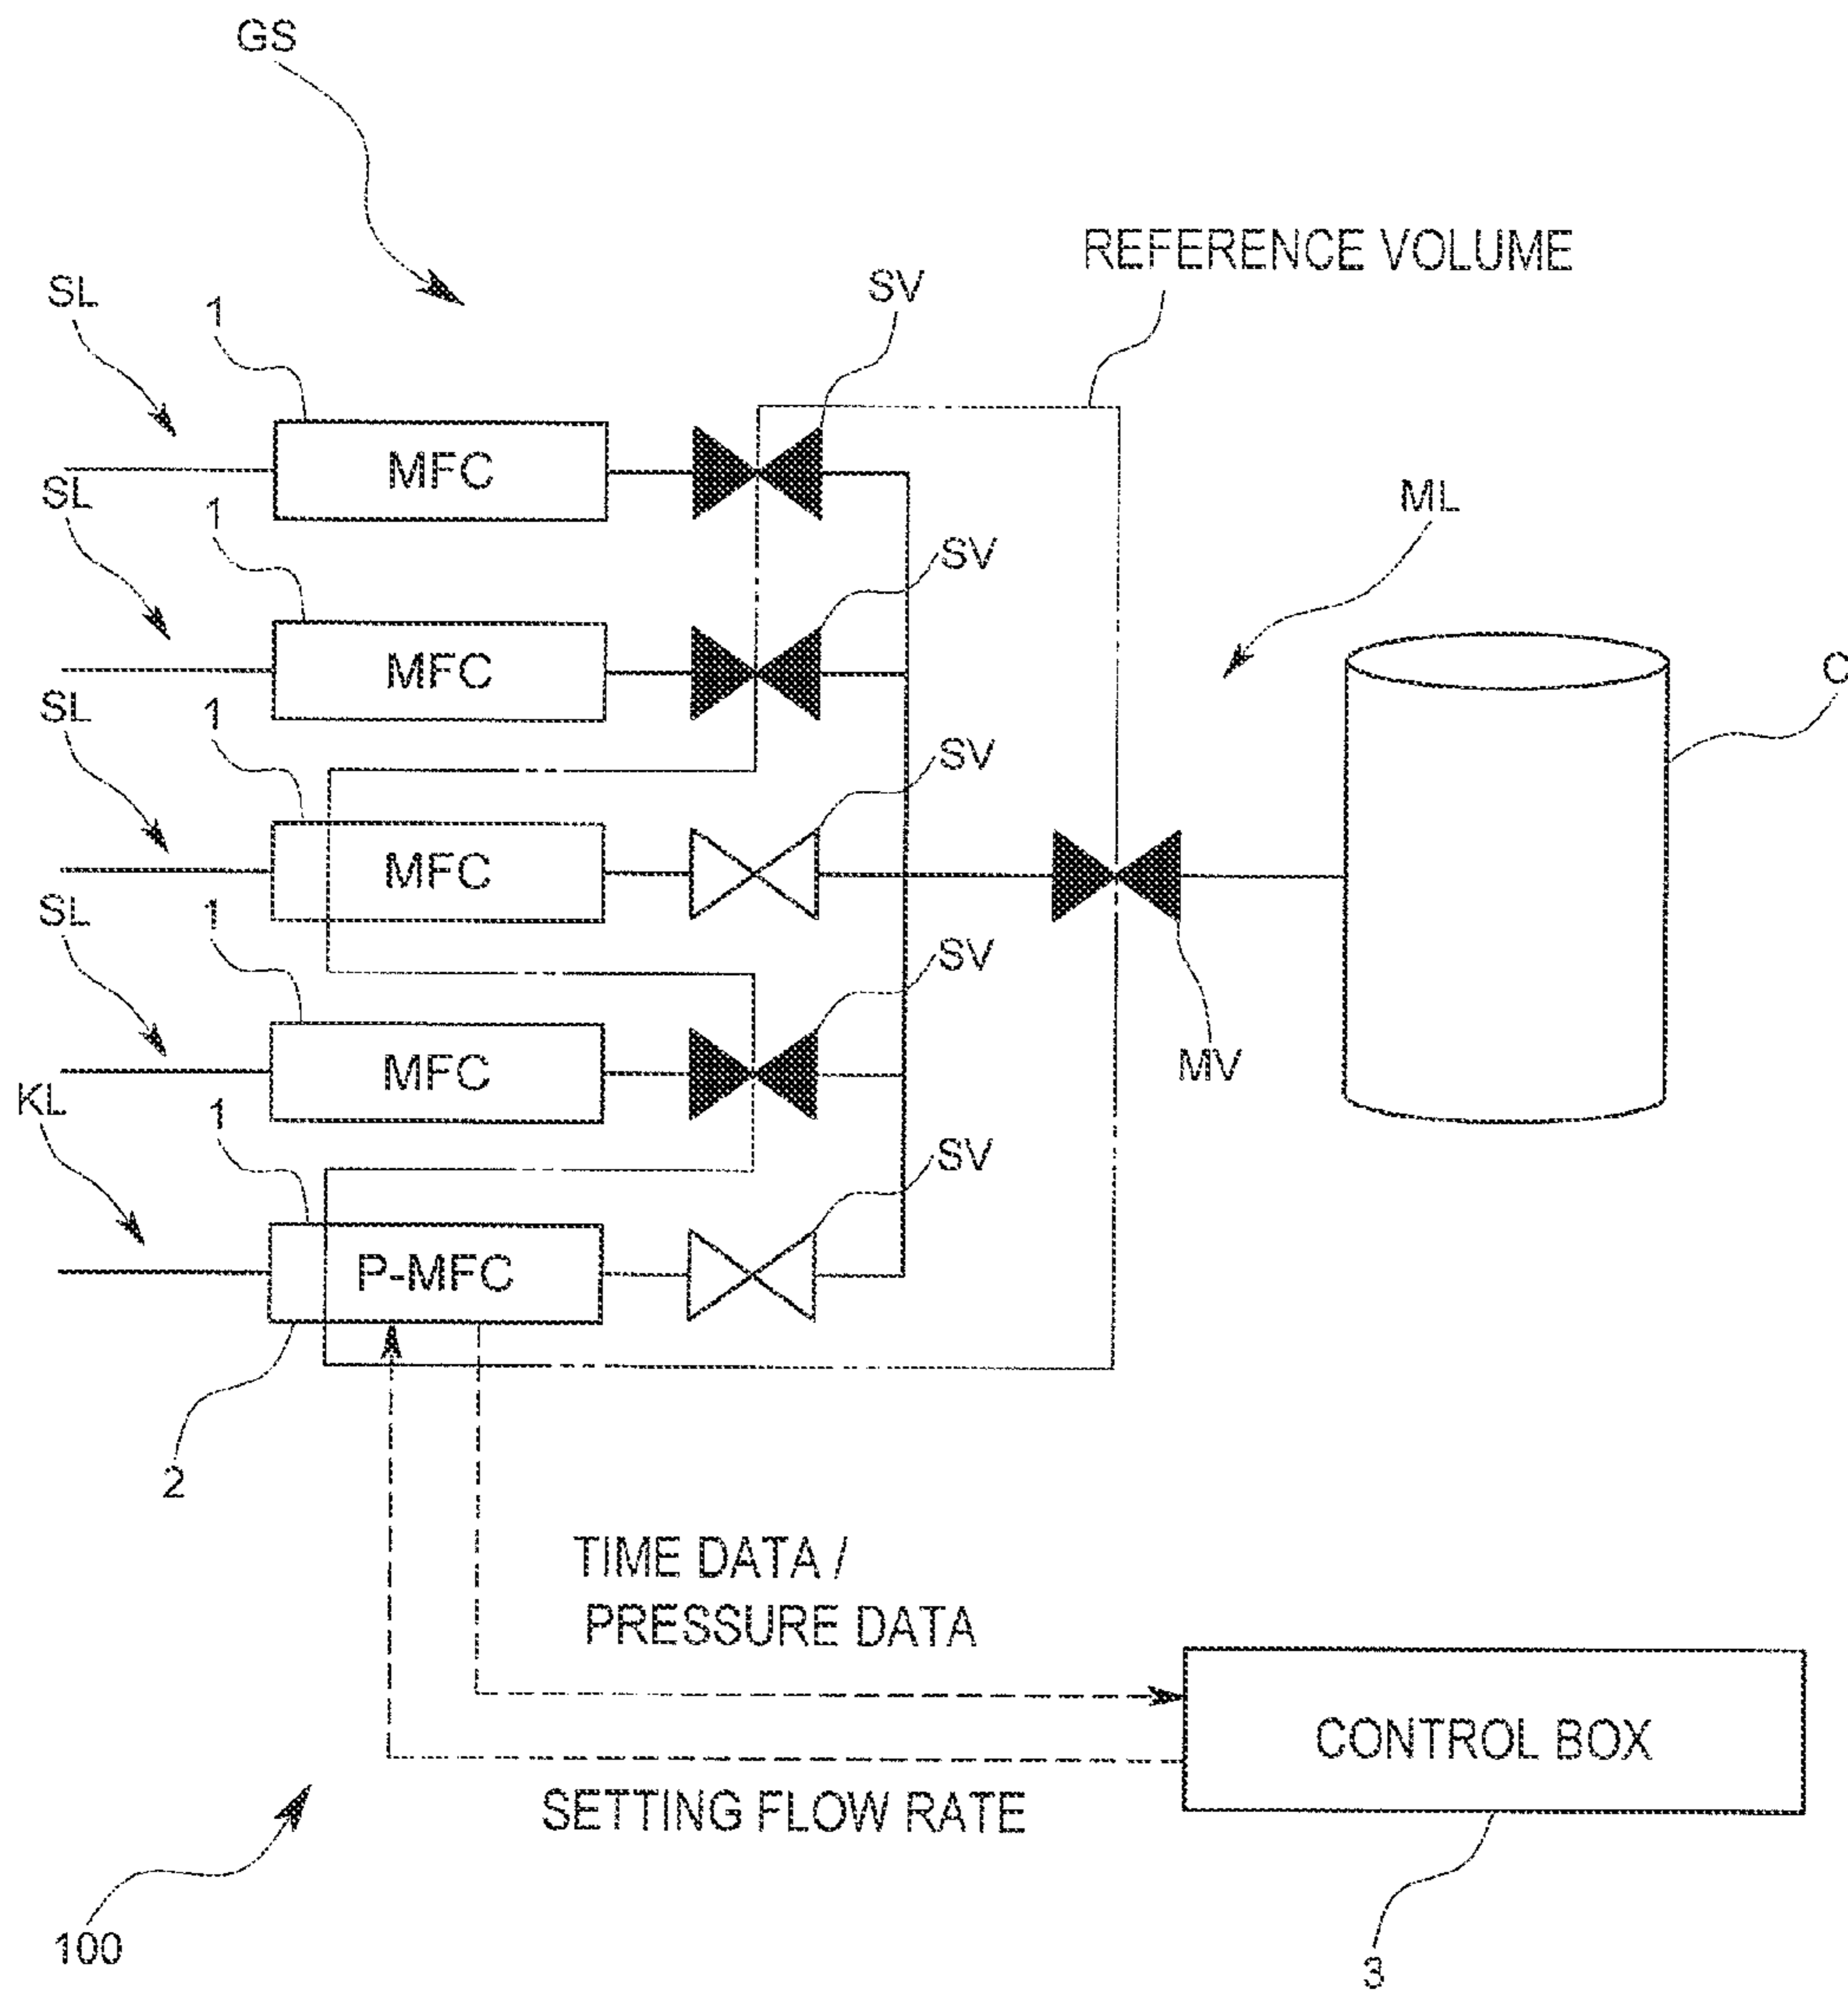 GS
REFERENCE VOLUME
SL
1
SV
MFC
SL
1
ML
SV
MFC
C
SL
1
SV
MFC
SL
1
SV
MFC
MV
KL
1
SV
P-MFC
2
TIME DATA /
PRESSURE DATA
CONTROL BOX
SETTING FLOW RATE
100
3